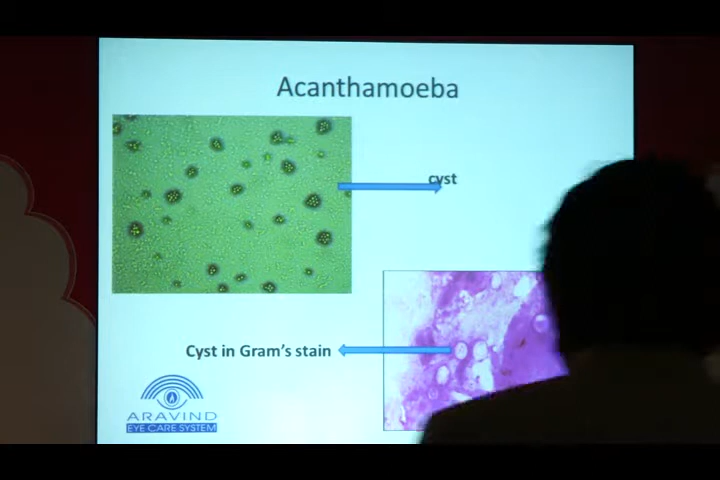 Acanthamoeba
cyst
Cyst in Gram's stain
ARAVIND
EYE CARE SYSTEM